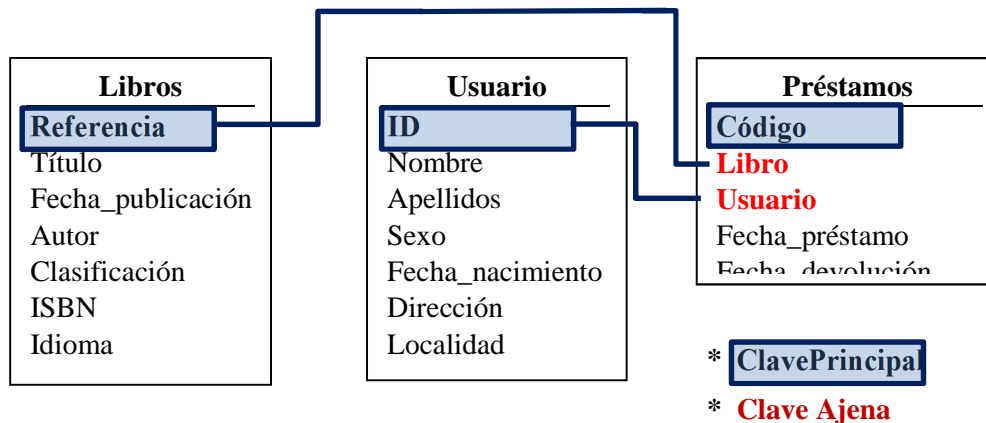 Libros
Referencia
Título
Fecha_publicación
Autor
Clasificación
ISBN
Idioma
Usuario
ID
Nombre
Apellidos
Sexo
Fecha_nacimiento
Dirección
Localidad
Préstamos
Código
Libro
Usuario
Fecha_préstamo
Fecha_devolución
* ClavePrincipal
* Clave Ajena